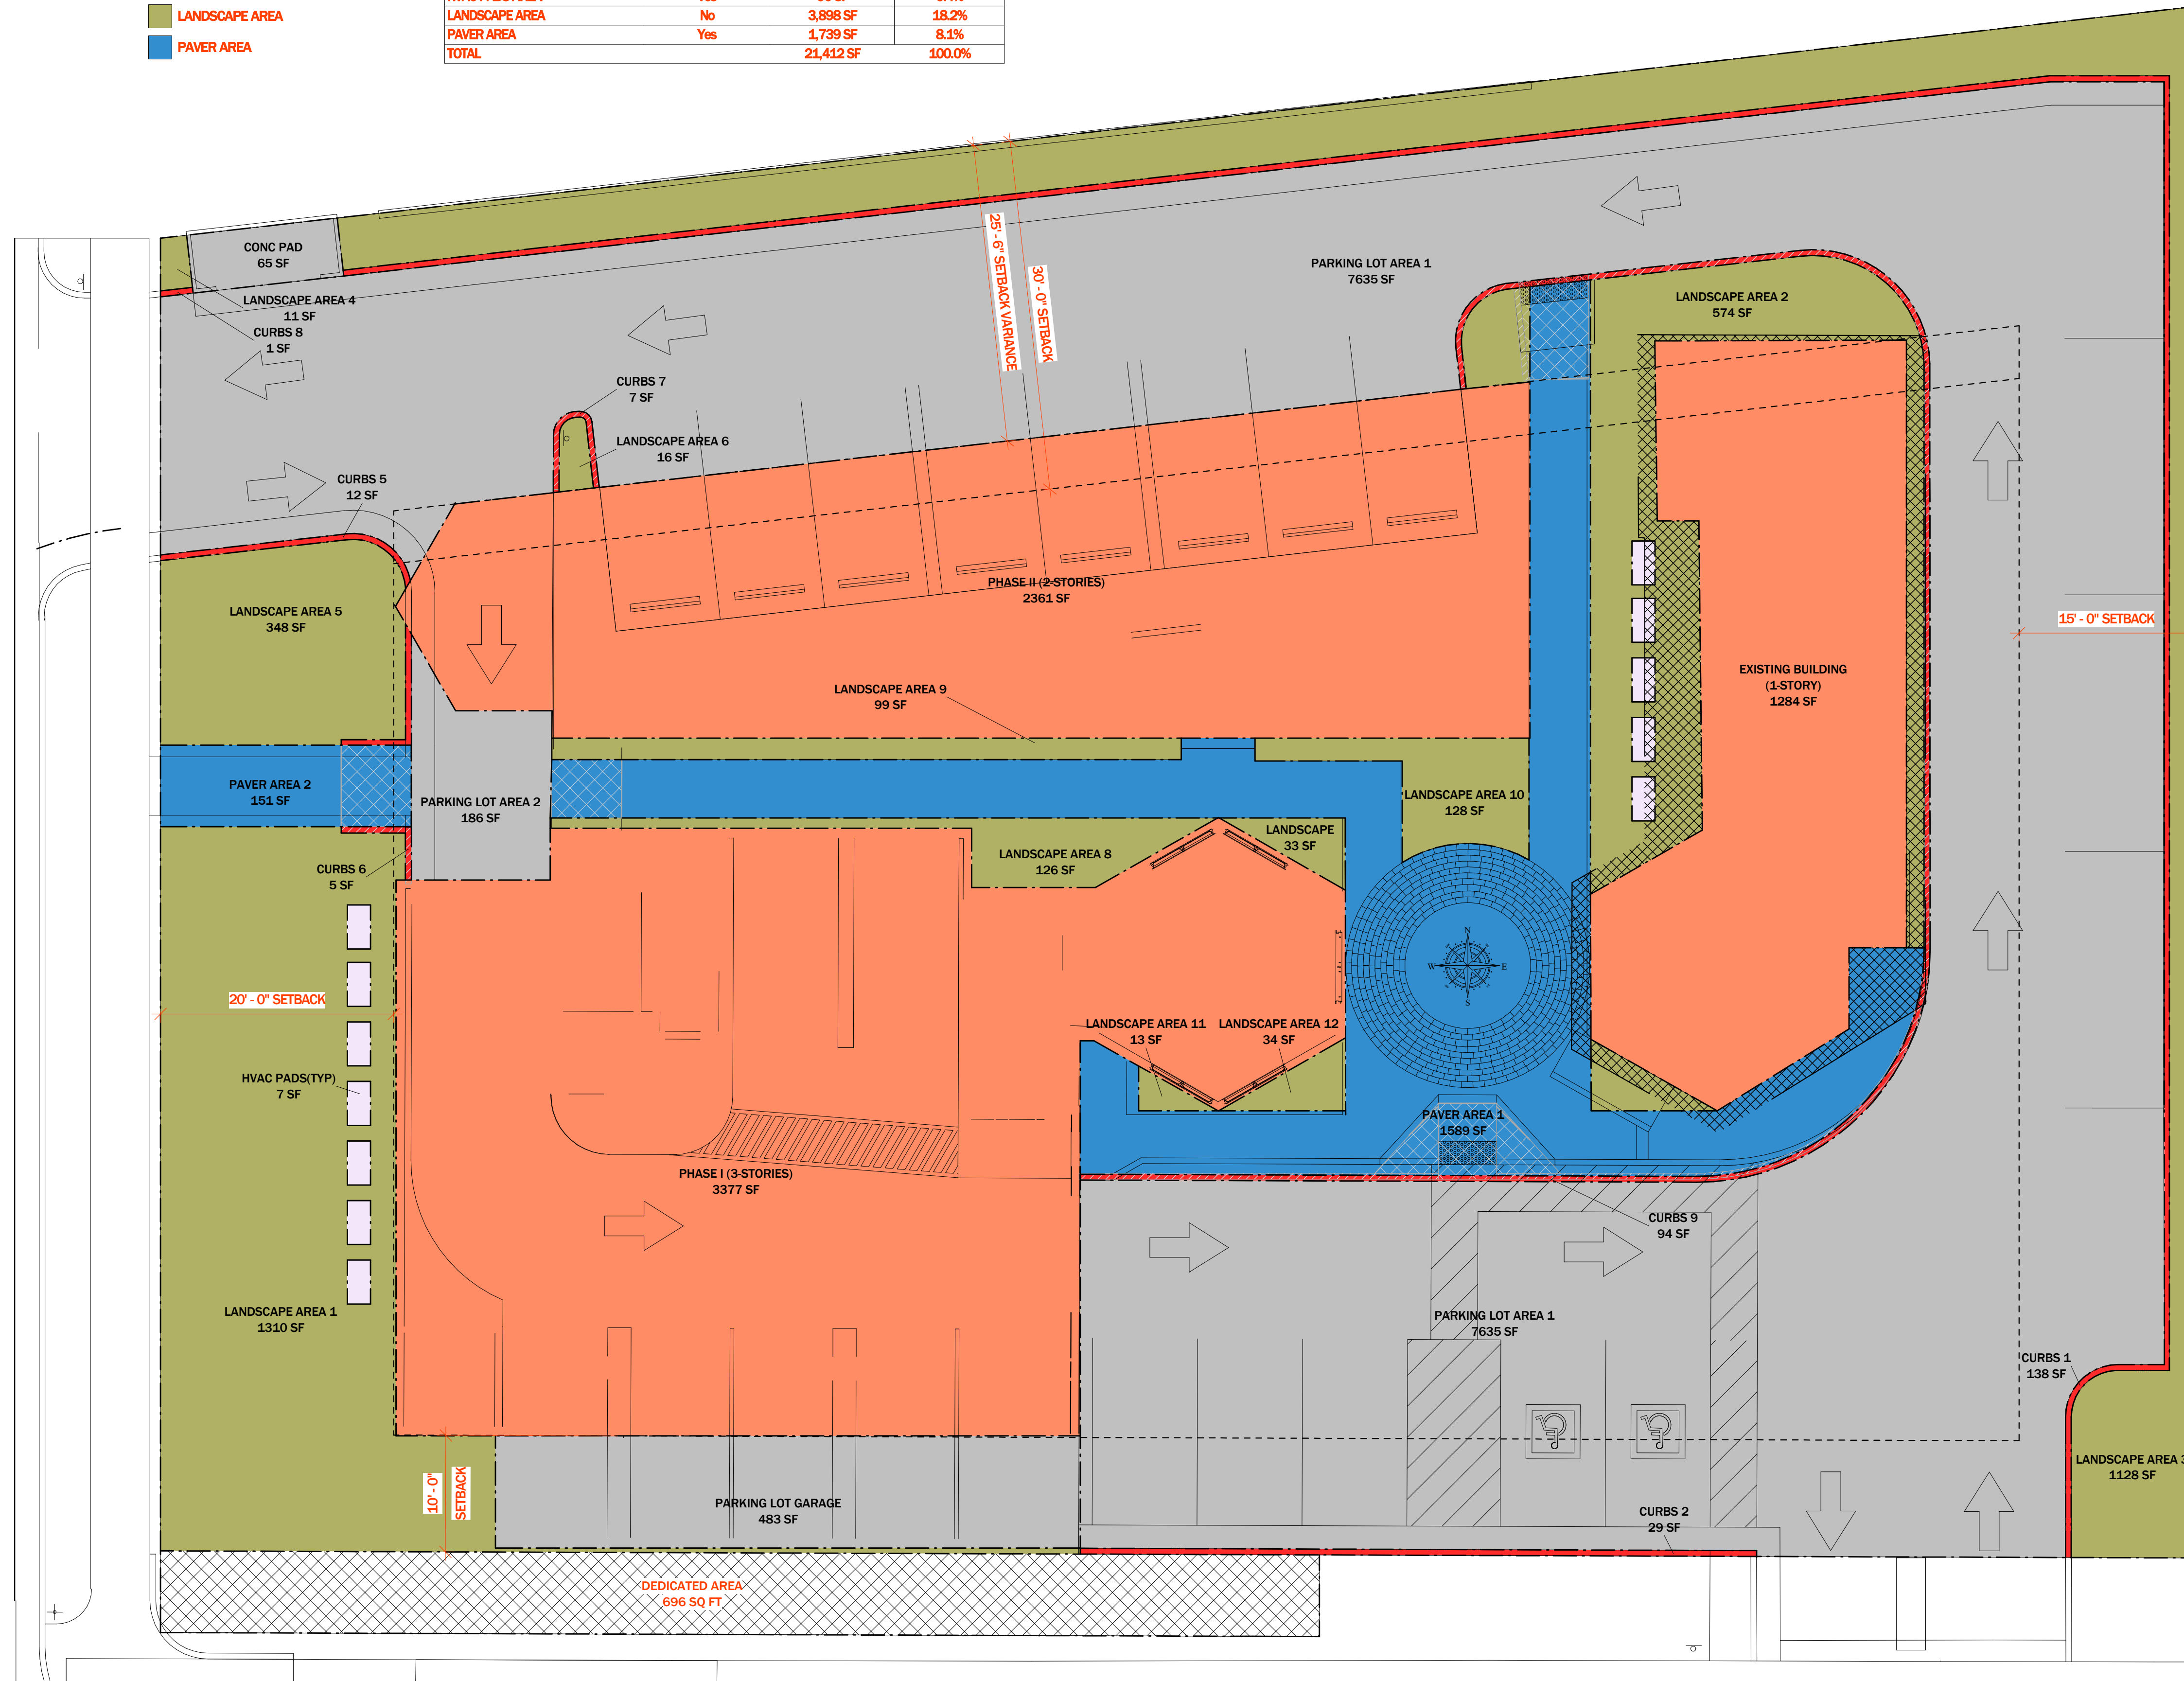 LANDSCAPE AREA
PAVER AREA
LANDSCAPE AREA No 3,898 SF 18.2%
PAVER AREA Yes 1,739 SF 8.1%
TOTAL 21,412 SF 100.0%
CONC PAD
65 SF
LANDSCAPE AREA 4
11 SF
CURBS 8
1 SF
25' - 6" SETBACK VARIANCE
30' - 0" SETBACK
PARKING LOT AREA 1
7635 SF
LANDSCAPE AREA 2
574 SF
CURBS 7
7 SF
LANDSCAPE AREA 6
16 SF
CURBS 5
12 SF
PHASE II (2-STORIES)
2361 SF
LANDSCAPE AREA 5
348 SF
15' - 0" SETBACK
EXISTING BUILDING
(1-STORY)
1284 SF
LANDSCAPE AREA 9
99 SF
PAVER AREA 2
151 SF
PARKING LOT AREA 2
186 SF
LANDSCAPE AREA 10
128 SF
LANDSCAPE
33 SF
LANDSCAPE AREA 8
126 SF
CURBS 6
5 SF
N
W
E
S
20' - 0" SETBACK
LANDSCAPE AREA 11
13 SF
LANDSCAPE AREA 12
34 SF
HVAC PADS(TYP)
7 SF
PAVER AREA 1
1589 SF
PHASE I (3-STORIES)
3377 SF
CURBS 9
94 SF
LANDSCAPE AREA 1
1310 SF
PARKING LOT AREA 1
7635 SF
CURBS 1
138 SF
LANDSCAPE AREA 3
1128 SF
10' - 0"
SETBACK
PARKING LOT GARAGE
483 SF
CURBS 2
29 SF
DEDICATED AREA
696 SQ FT